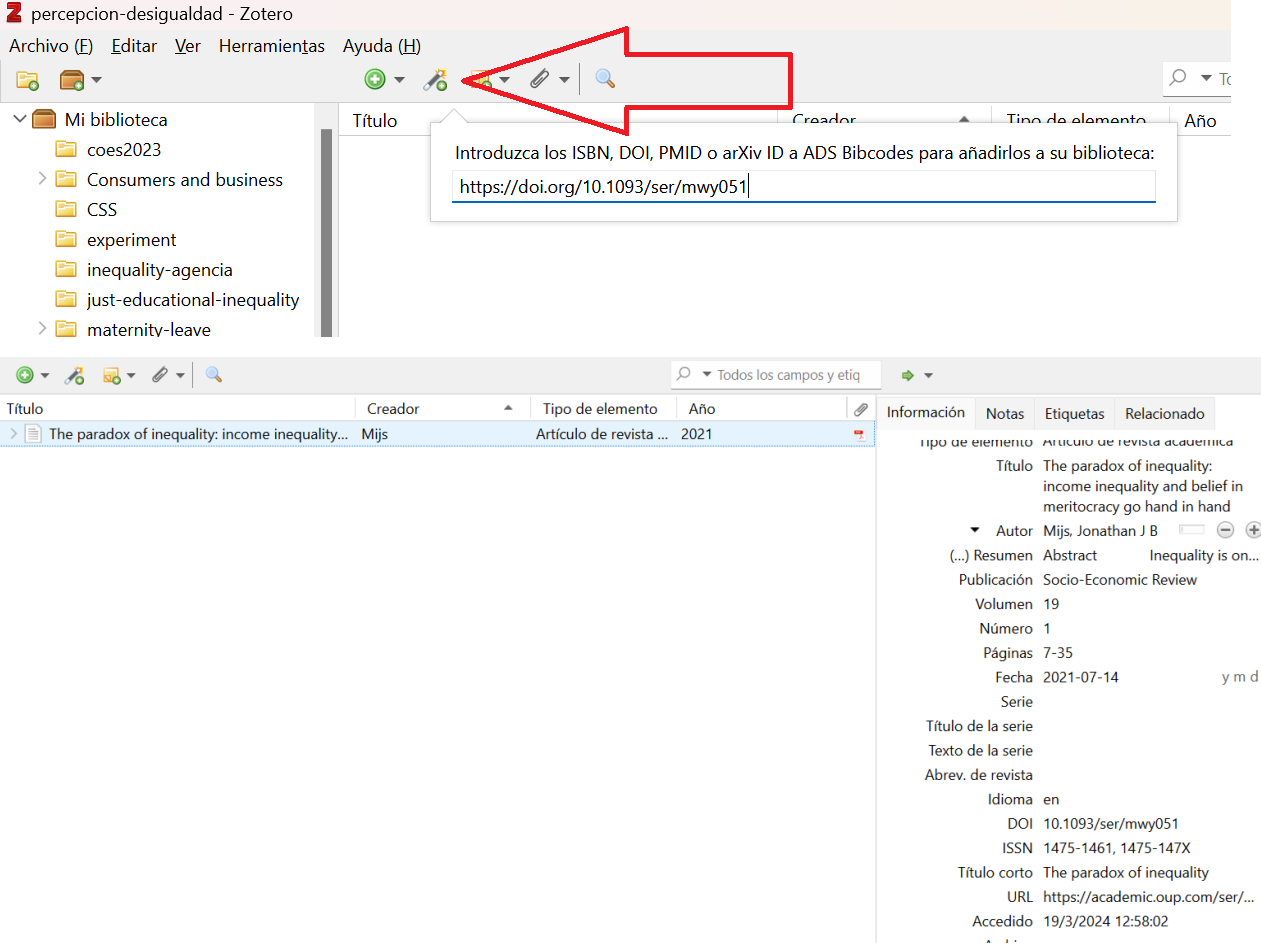 percepcion-desigualdad - Zotero
Archivo (F) Editar Ver Herramientas Ayuda (H)
Mi biblioteca
coes2023
Consumers and business
CSS
experiment
inequality-agencia
just-educational-inequality
maternity-leave
Título Creador Tipo de elemento Año
Introduzca los ISBN, DOI, PMID o arXiv ID a ADS Bibcodes para añadirlos a su biblioteca:
https://doi.org/10.1093/ser/mwy051
Todos los campos y etiq
Título Creador Tipo de elemento Año
The paradox of inequality: income inequality... Mijs Artículo de revista ... 2021
Información Notas Etiquetas Relacionado
Tipo de elemento Artículo de revista académica
Título The paradox of inequality:
income inequality and belief in
meritocracy go hand in hand
Autor Mijs, Jonathan J B
(...) Resumen Abstract Inequality is on...
Publicación Socio-Economic Review
Volumen 19
Número 1
Páginas 7-35
Fecha 2021-07-14 y m d
Serie
Título de la serie
Texto de la serie
Abrev. de revista
Idioma en
DOI 10.1093/ser/mwy051
ISSN 1475-1461, 1475-147X
Título corto The paradox of inequality
URL https://academic.oup.com/ser/...
Accedido 19/3/2024 12:58:02